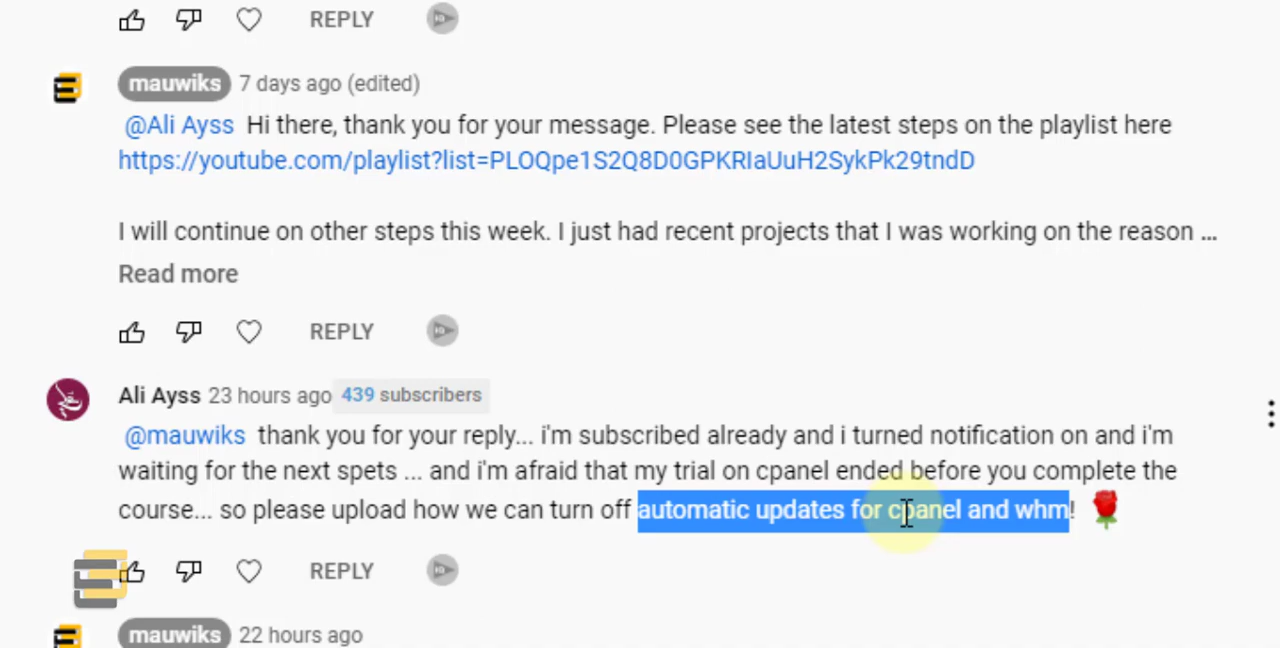 REPLY
mauwiks 7 days ago (edited)
@Ali Ayss Hi there, thank you for your message. Please see the latest steps on the playlist here
https://youtube.com/playlist?list=PLOQpe1S2Q8D0GPKRIaUuH2SykPk29tndD
I will continue on other steps this week. I just had recent projects that I was working on the reason ...
Read more
REPLY
Ali Ayss 23 hours ago 439 subscribers
@mauwiks thank you for your reply... i'm subscribed already and i turned notification on and i'm
waiting for the next spets ... and i'm afraid that my trial on cpanel ended before you complete the
course... so please upload how we can turn off automatic updates for cpanel and whm! 🌹
REPLY
mauwiks 22 hours ago